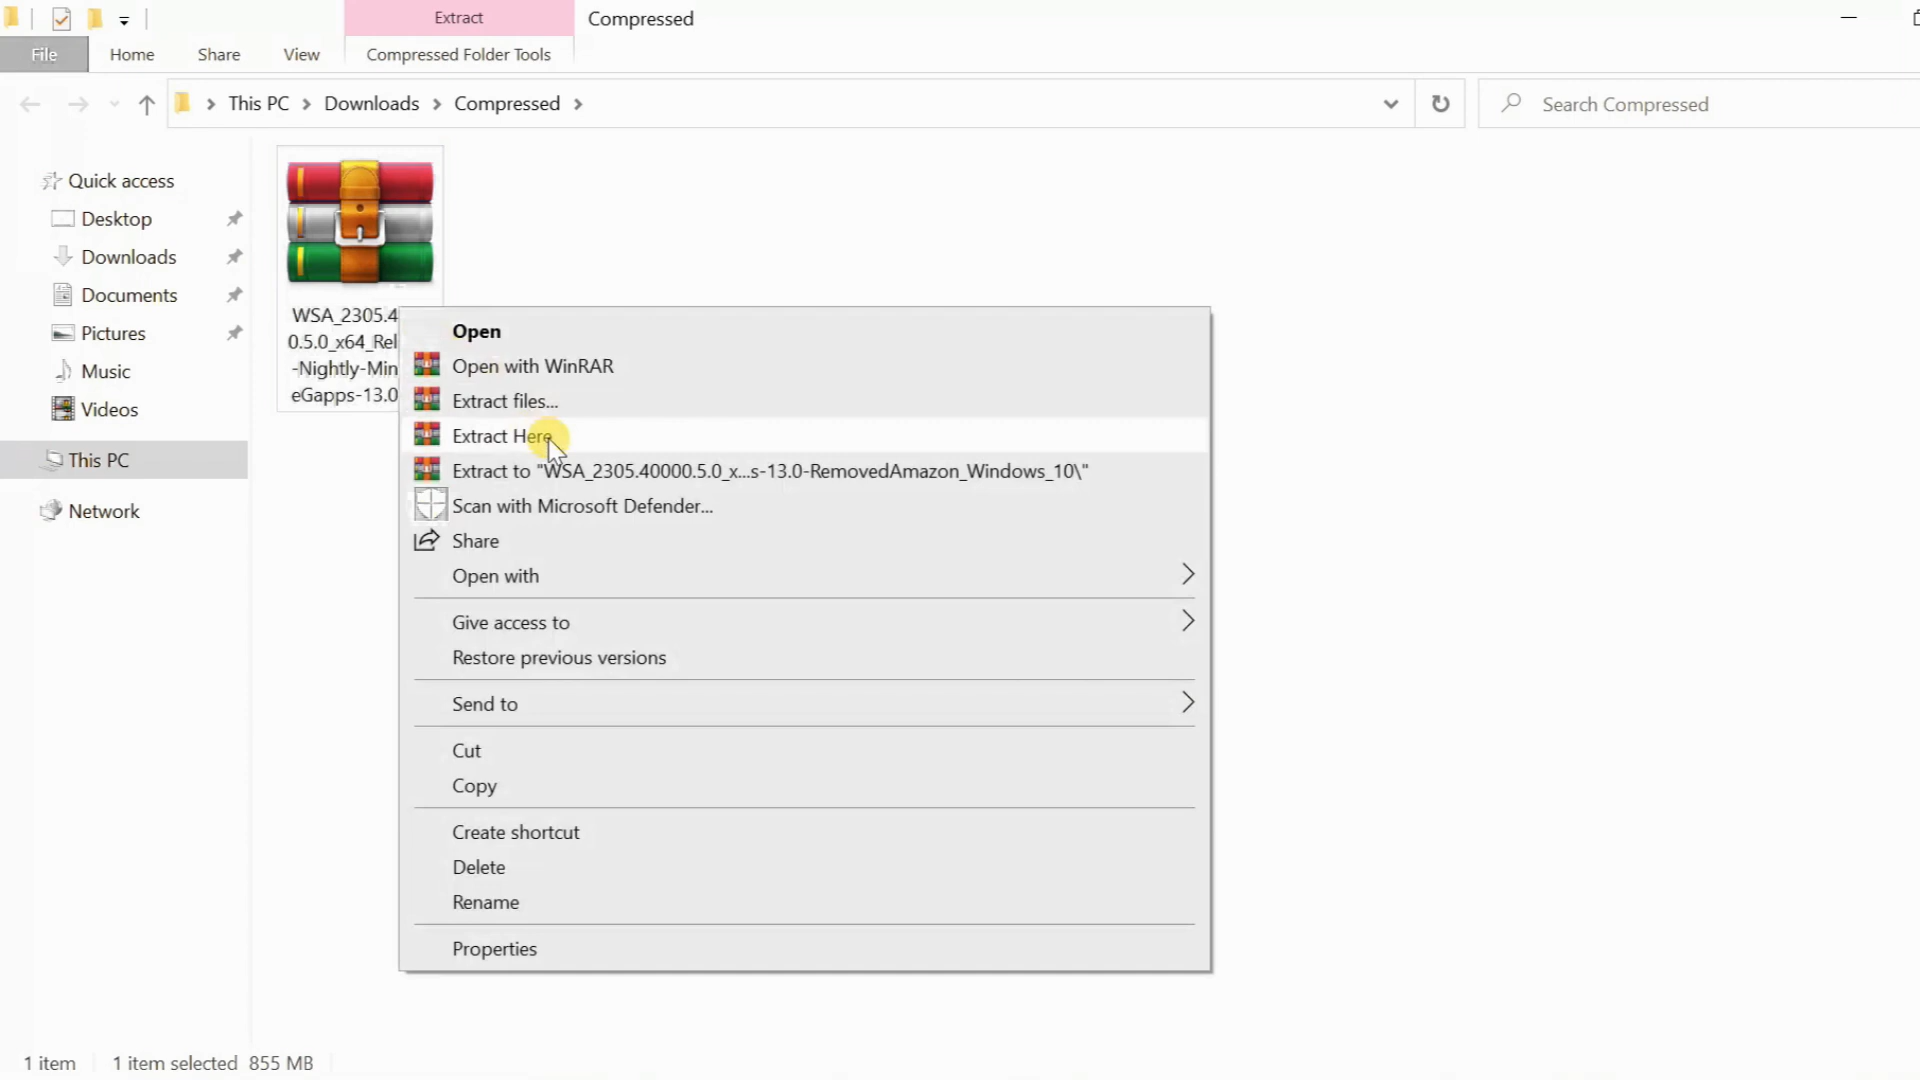 Extract
Compressed
File
Home
Share
View
Compressed Folder Tools
This PC
Downloads
Compressed
Search Compressed
Quick access
Desktop
Downloads
Documents
Pictures
Music
Videos
This PC
Network
WSA_2305.4
0.5.0_x64_Rel
-Nightly-Min
eGapps-13.0
Open
Open with WinRAR
Extract files...
Extract Here
Extract to "WSA_2305.40000.5.0_x...s-13.0-RemovedAmazon_Windows_10\"
Scan with Microsoft Defender...
Share
Open with
Give access to
Restore previous versions
Send to
Cut
Copy
Create shortcut
Delete
Rename
Properties
1 item
1 item selected 855 MB